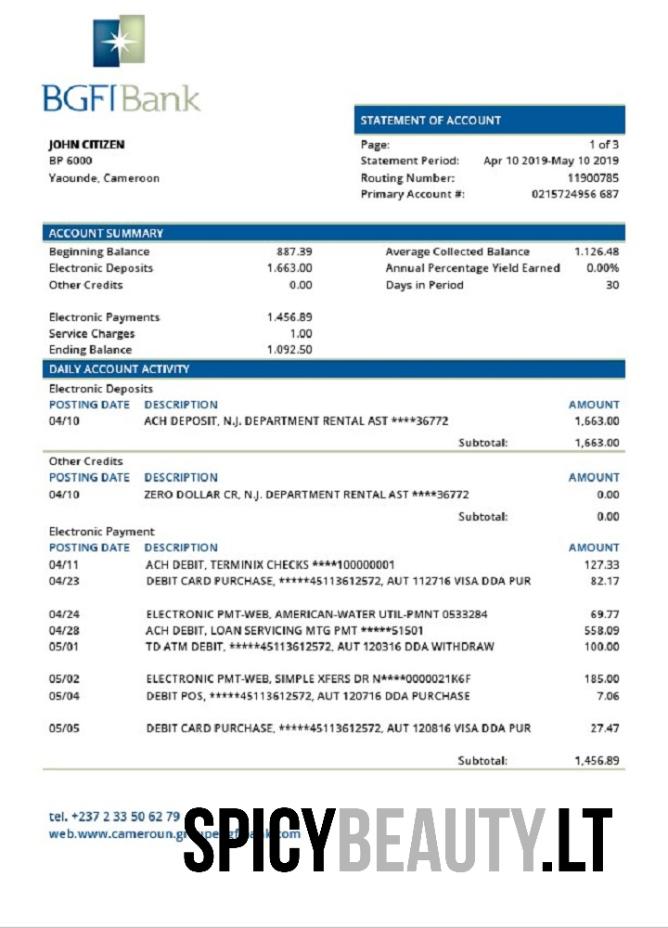 BGFIBank
STATEMENT OF ACCOUNT
JOHN CITIZEN
BP 6000
Yaounde, Cameroon
Page: 1 of 3
Statement Period: Apr 10 2019-May 10 2019
Routing Number: 11900785
Primary Account #: 0215724956 687
ACCOUNT SUMMARY
Beginning Balance 887.39 Average Collected Balance 1.126.48
Electronic Deposits 1.663.00 Annual Percentage Yield Earned 0.00%
Other Credits 0.00 Days in Period 30
Electronic Payments 1.456.89
Service Charges 1.00
Ending Balance 1.092.50
DAILY ACCOUNT ACTIVITY
Electronic Deposits
POSTING DATE DESCRIPTION AMOUNT
04/10 ACH DEPOSIT, N.J. DEPARTMENT RENTAL AST ****36772 1,663.00
Subtotal: 1,663.00
Other Credits
POSTING DATE DESCRIPTION AMOUNT
04/10 ZERO DOLLAR CR, N.J. DEPARTMENT RENTAL AST ****36772 0.00
Subtotal: 0.00
Electronic Payment
POSTING DATE DESCRIPTION AMOUNT
04/11 ACH DEBIT, TERMINIX CHECKS ****100000001 127.33
04/23 DEBIT CARD PURCHASE, *****45113612572, AUT 112716 VISA DDA PUR 82.17
04/24 ELECTRONIC PMT-WEB, AMERICAN-WATER UTIL-PMNT 0533284 69.77
04/28 ACH DEBIT, LOAN SERVICING MTG PMT *****51501 558.09
05/01 TD ATM DEBIT, *****45113612572, AUT 120316 DDA WITHDRAW 100.00
05/02 ELECTRONIC PMT-WEB, SIMPLE XFERS DR N****0000021K6F 185.00
05/04 DEBIT POS, *****45113612572, AUT 120716 DDA PURCHASE 7.06
05/05 DEBIT CARD PURCHASE, *****45113612572, AUT 120816 VISA DDA PUR 27.47
Subtotal: 1,456.89
tel. +237 2 33 50 62 79
SPICYBEAUTY.LT